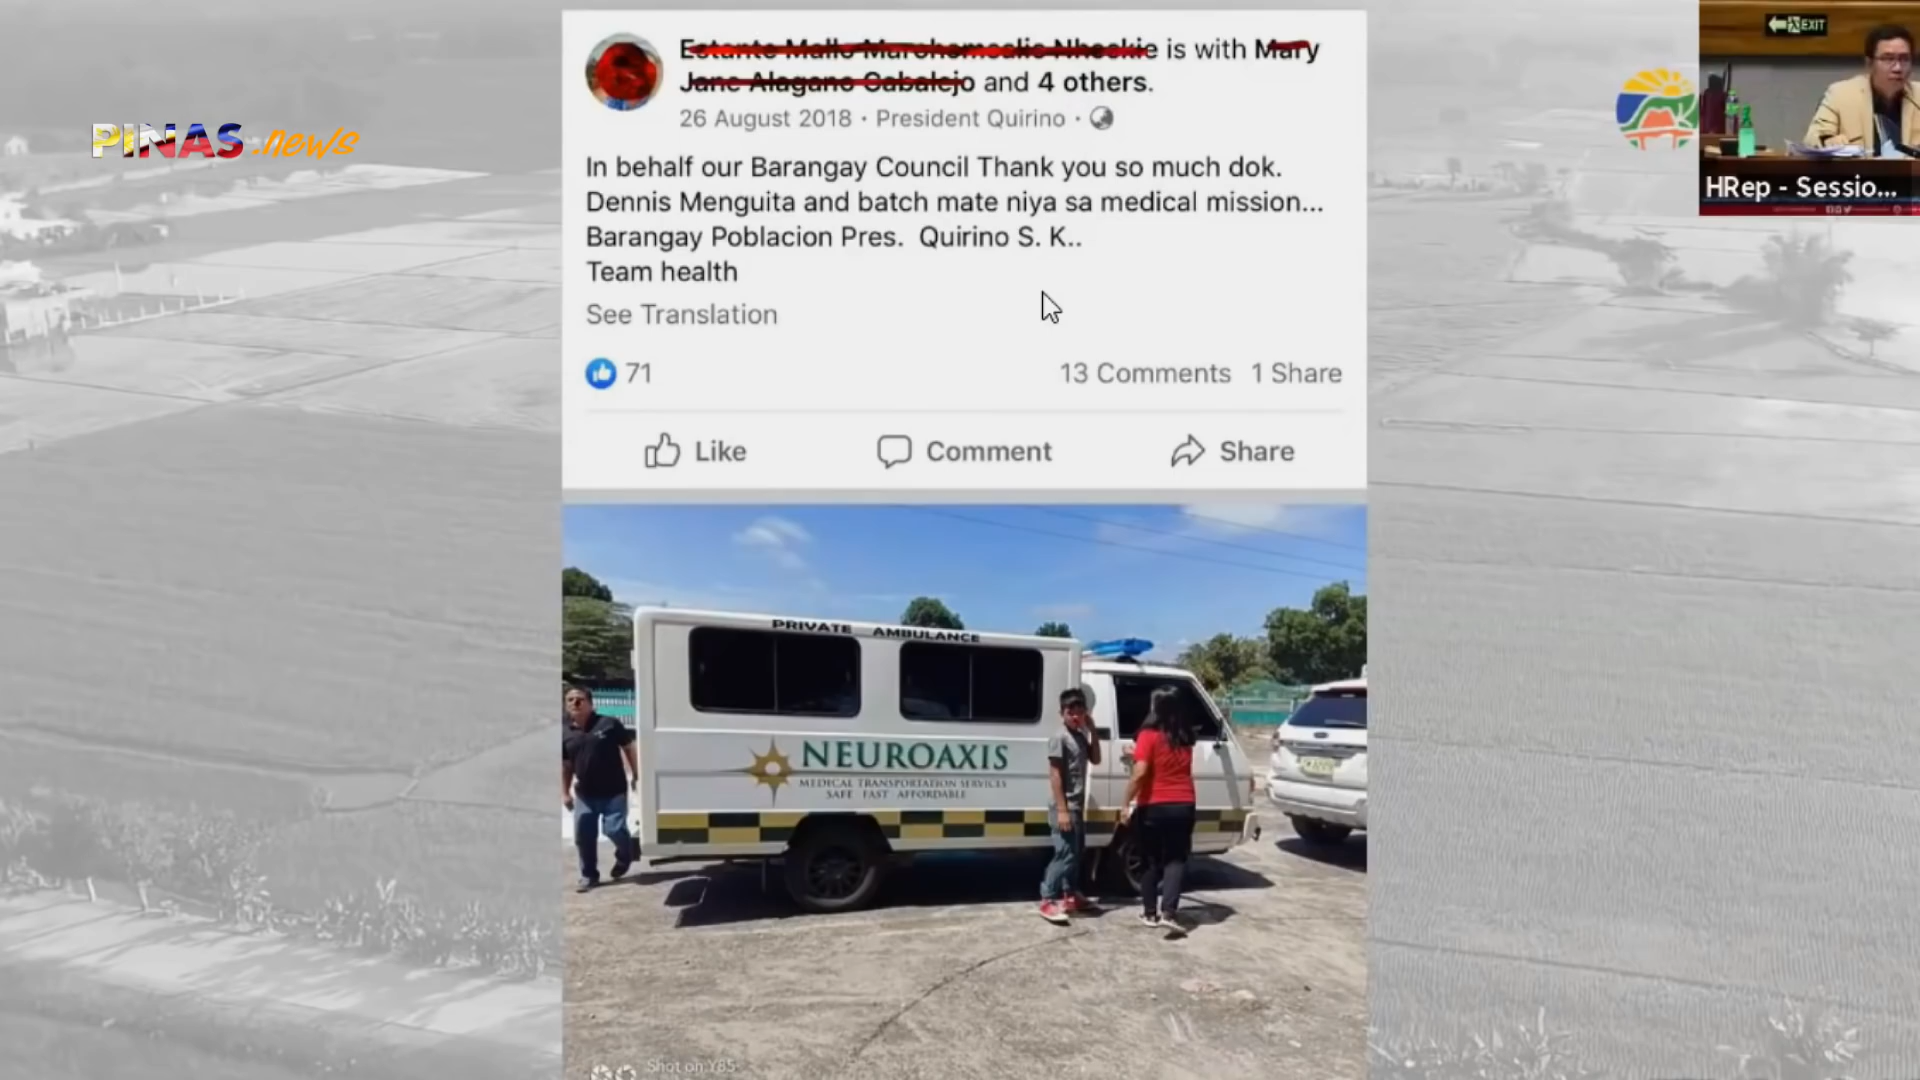 PINAS.news
is with
and 4 others.
26 August 2018 · President Quirino ·
In behalf our Barangay Council Thank you so much dok.
Dennis Menguita and batch mate niya sa medical mission...
Barangay Poblacion Pres. Quirino S. K..
Team health
See Translation
71
13 Comments 1 Share
Like
Comment
Share
PRIVATE AMBULANCE
NEUROAXIS
MEDICAL TRANSPORTATION SERVICES
SAFE FAST AFFORDABLE
Shot on Y85
EXIT
HRep - Sessio...